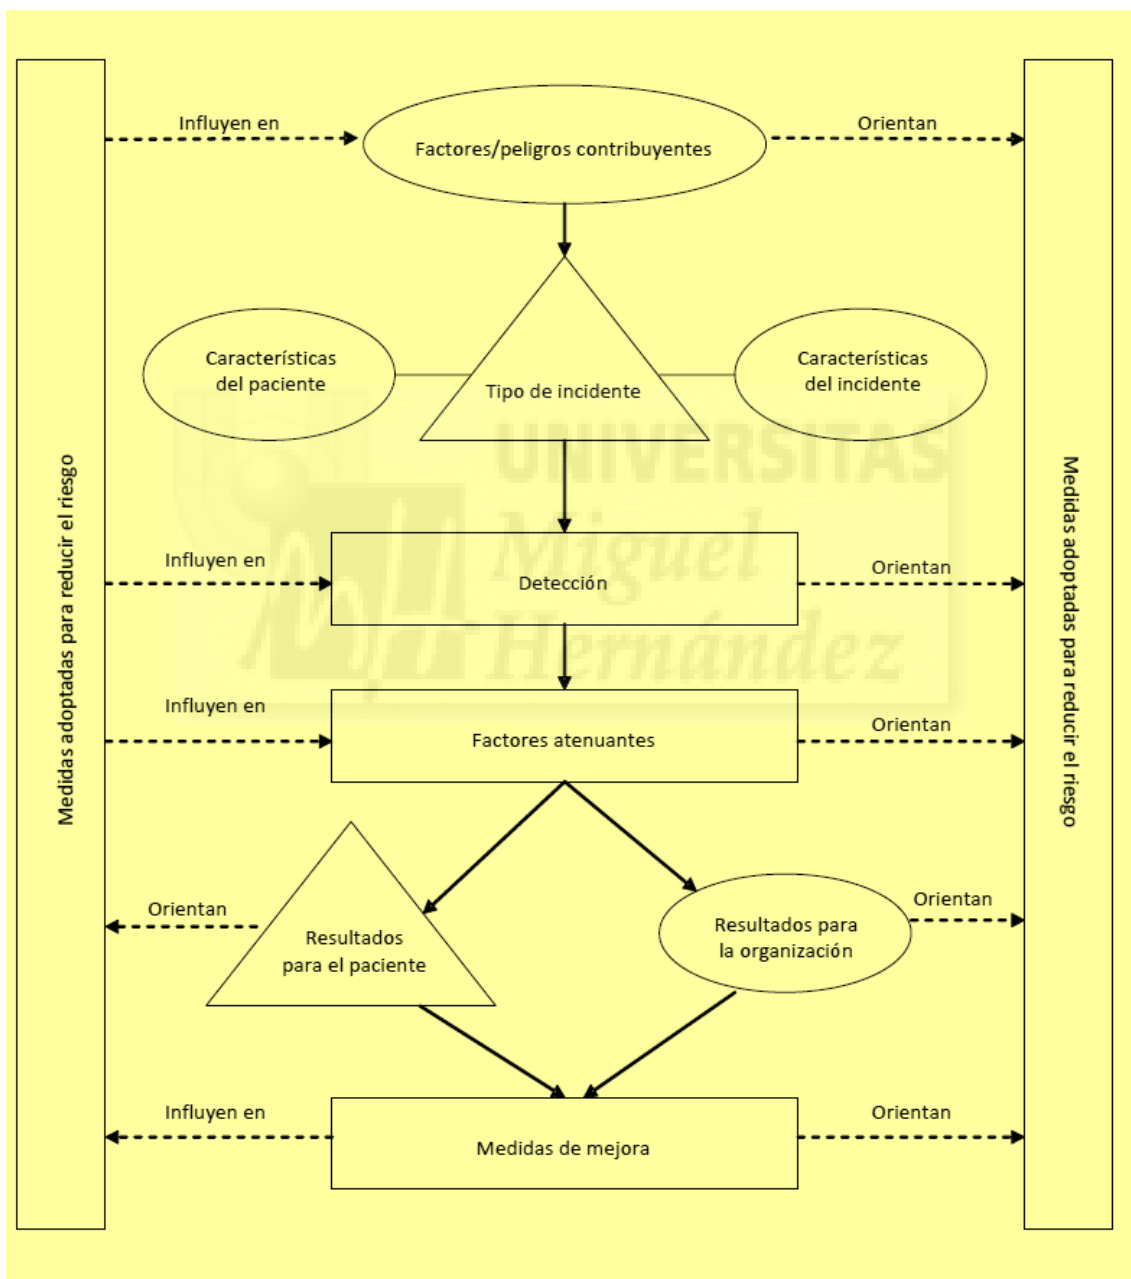 Influyen en
Orientan
Factores/peligros contribuyentes
Características
del paciente
Tipo de incidente
Características
del incidente
UNIVERSITAS
Miguel
Hernández
Medidas adoptadas para reducir el riesgo
Medidas adoptadas para reducir el riesgo
Influyen en
Detección
Orientan
Influyen en
Factores atenuantes
Orientan
Orientan
Resultados
para el paciente
Resultados para
la organización
Orientan
Influyen en
Medidas de mejora
Orientan